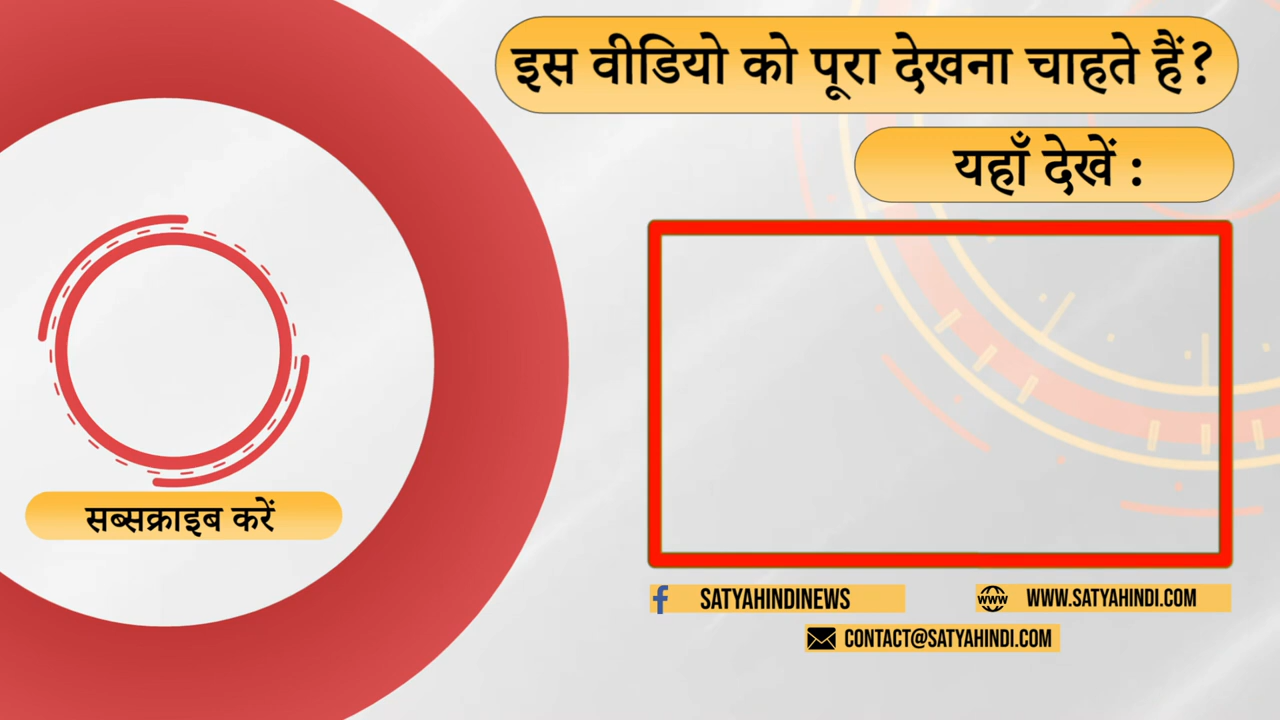 इस वीडियो को पूरा देखना चाहते हैं?
यहाँ देखें :
सब्सक्राइब करें
SATYAHINDINEWS
WWW.SATYAHINDI.COM
CONTACT@SATYAHINDI.COM